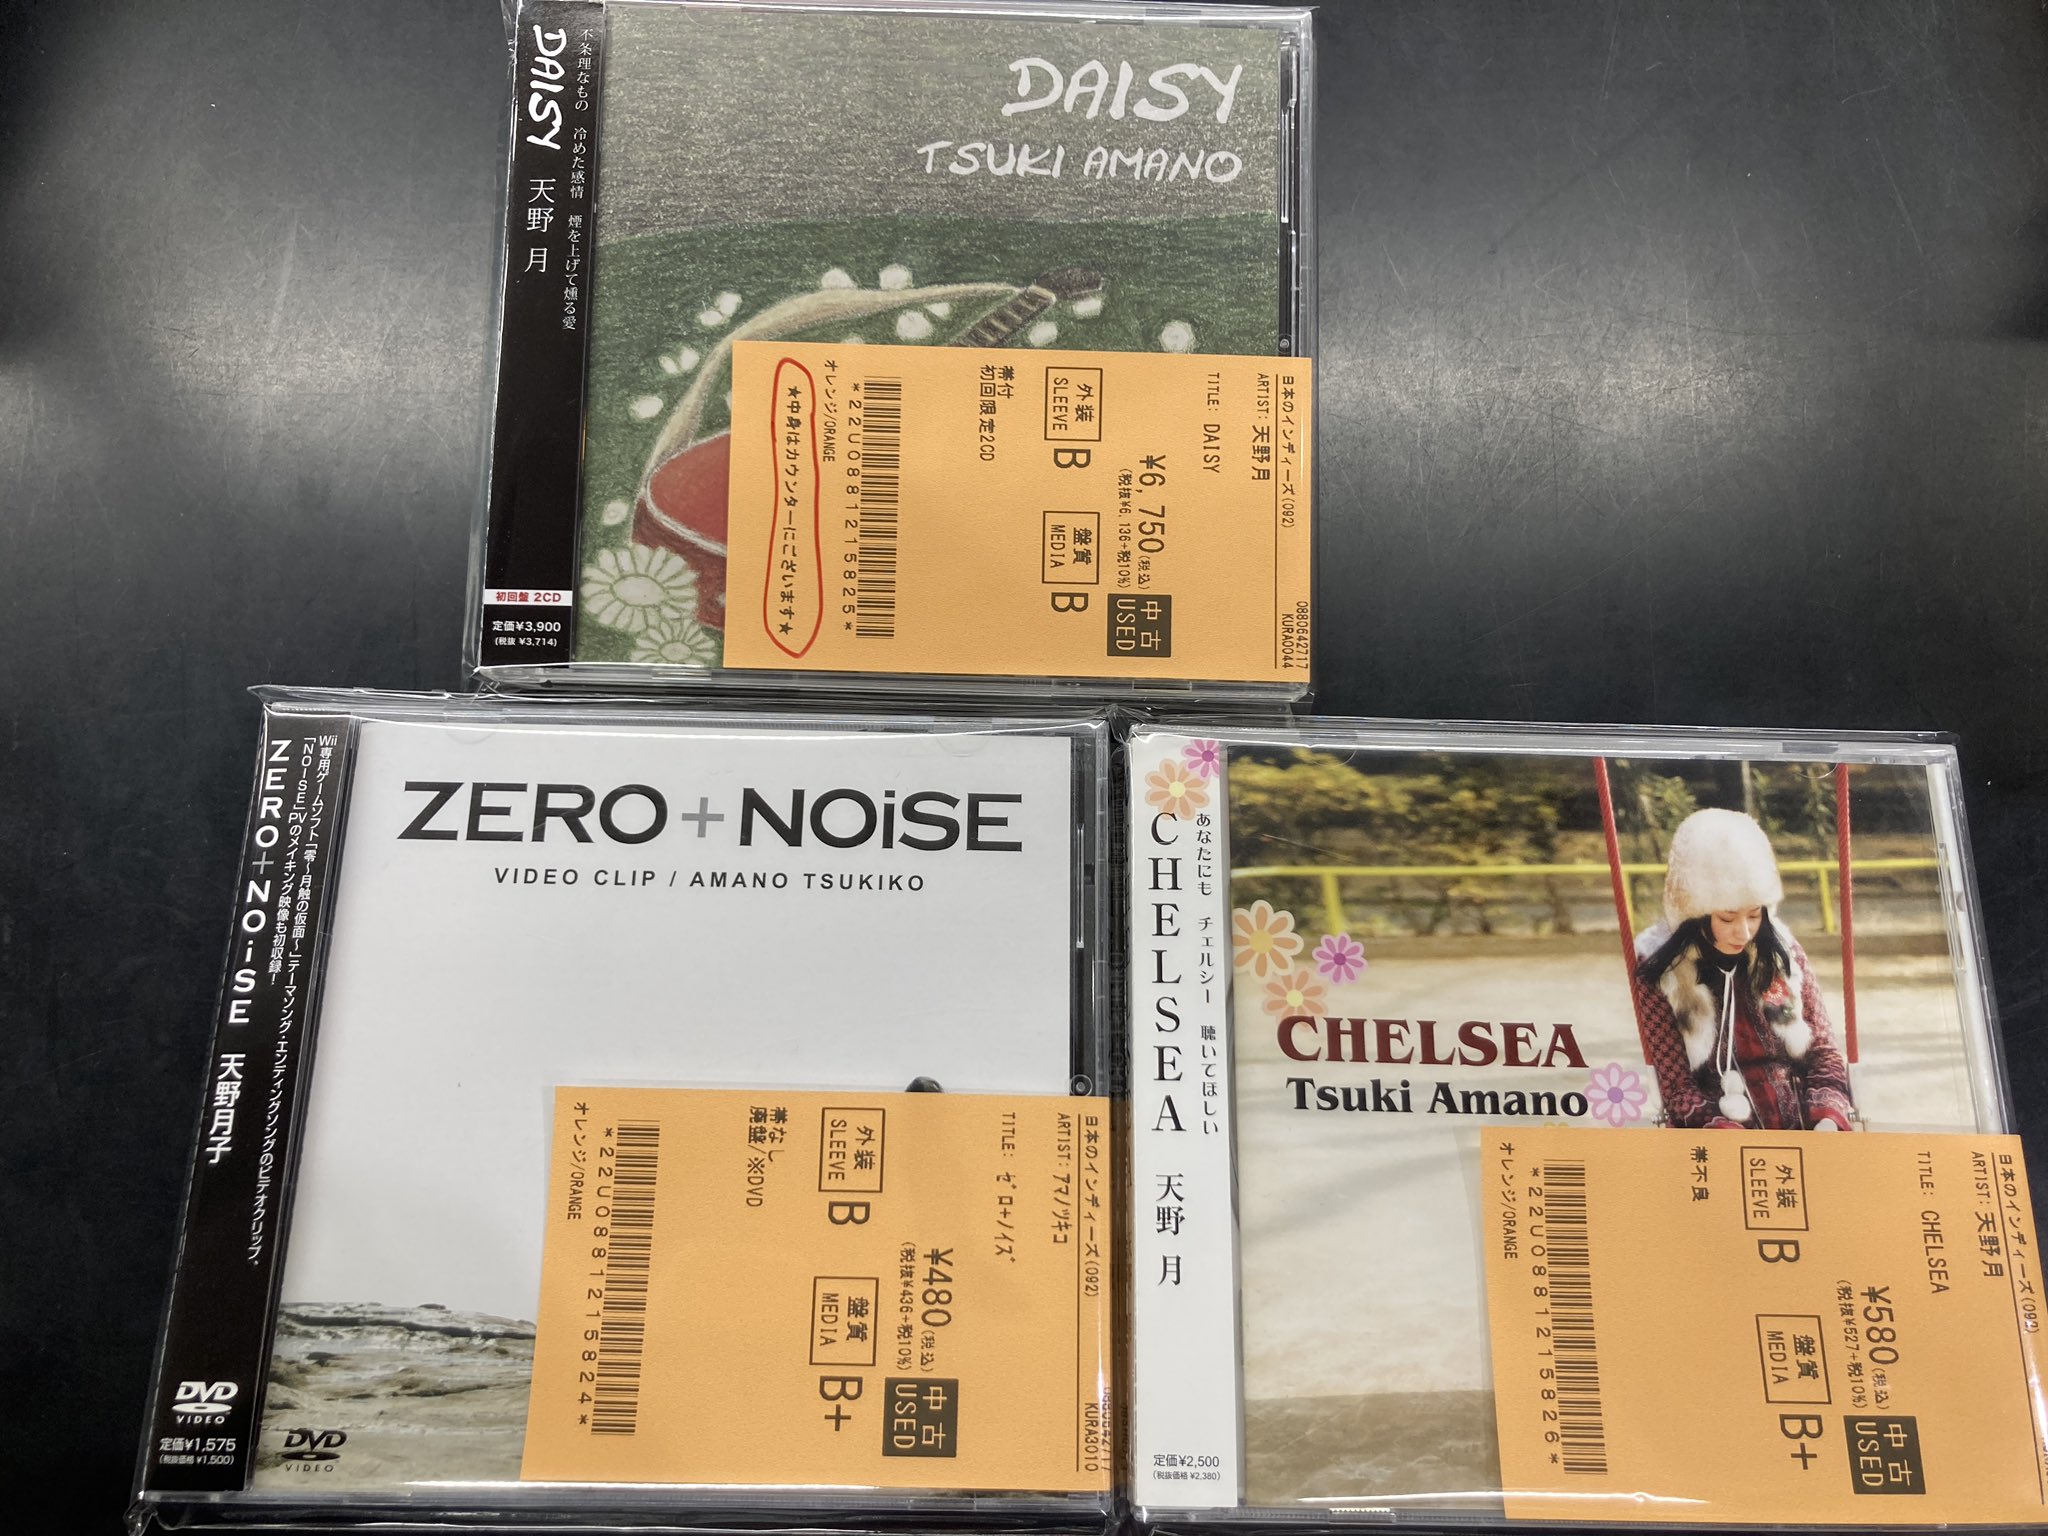 DAISY 天野 月
不条理なもの 冷めた感情 煙を上げて燻る愛
初回盤 2CD
定価¥3,900
(税抜 ¥3,714)
DAISY
TSUKI AMANO
0880642717
日本のインディーズ(092) KURA0044
ARTIST: 天野月
TITLE: DAISY
¥6,750(税込)
(税抜¥6,136+税10%)
中古
USED
外装
SLEEVE
B
盤質
MEDIA
B
帯付
初回限定2CD
*22U0881215825*
オレンジ/ORANGE
★中身はカウンターにございます★
Wii専用ゲームソフト「零~月蝕の仮面~」テーマソング・エンディングソングのビデオクリップ、
「NOISE」PVのメイキング映像も初収録!
ZERO+NOiSE 天野月子
DVD
VIDEO
定価¥1,575
(税抜価格 ¥1,500)
ZERO+NOiSE
VIDEO CLIP / AMANO TSUKIKO
DVD
VIDEO
0880642717
日本のインディーズ(092) KURA3010
ARTIST: アマノツキコ
TITLE: ゼロ+ノイズ
¥480(税込)
(税抜¥436+税10%)
中古
USED
外装
SLEEVE
B
盤質
MEDIA
B+
帯なし
廃盤/※DVD
*22U0881215824*
オレンジ/ORANGE
あなたにも チェルシー 聴いてほしい
CHELSEA 天野 月
定価¥2,500
(税抜価格 ¥2,380)
CHELSEA
Tsuki Amano
日本のインディーズ(092)
ARTIST: 天野月
TITLE: CHELSEA
¥580(税込)
(税抜¥527+税10%)
中古
USED
外装
SLEEVE
B
盤質
MEDIA
B+
帯不良
*22U0881215826*
オレンジ/ORANGE